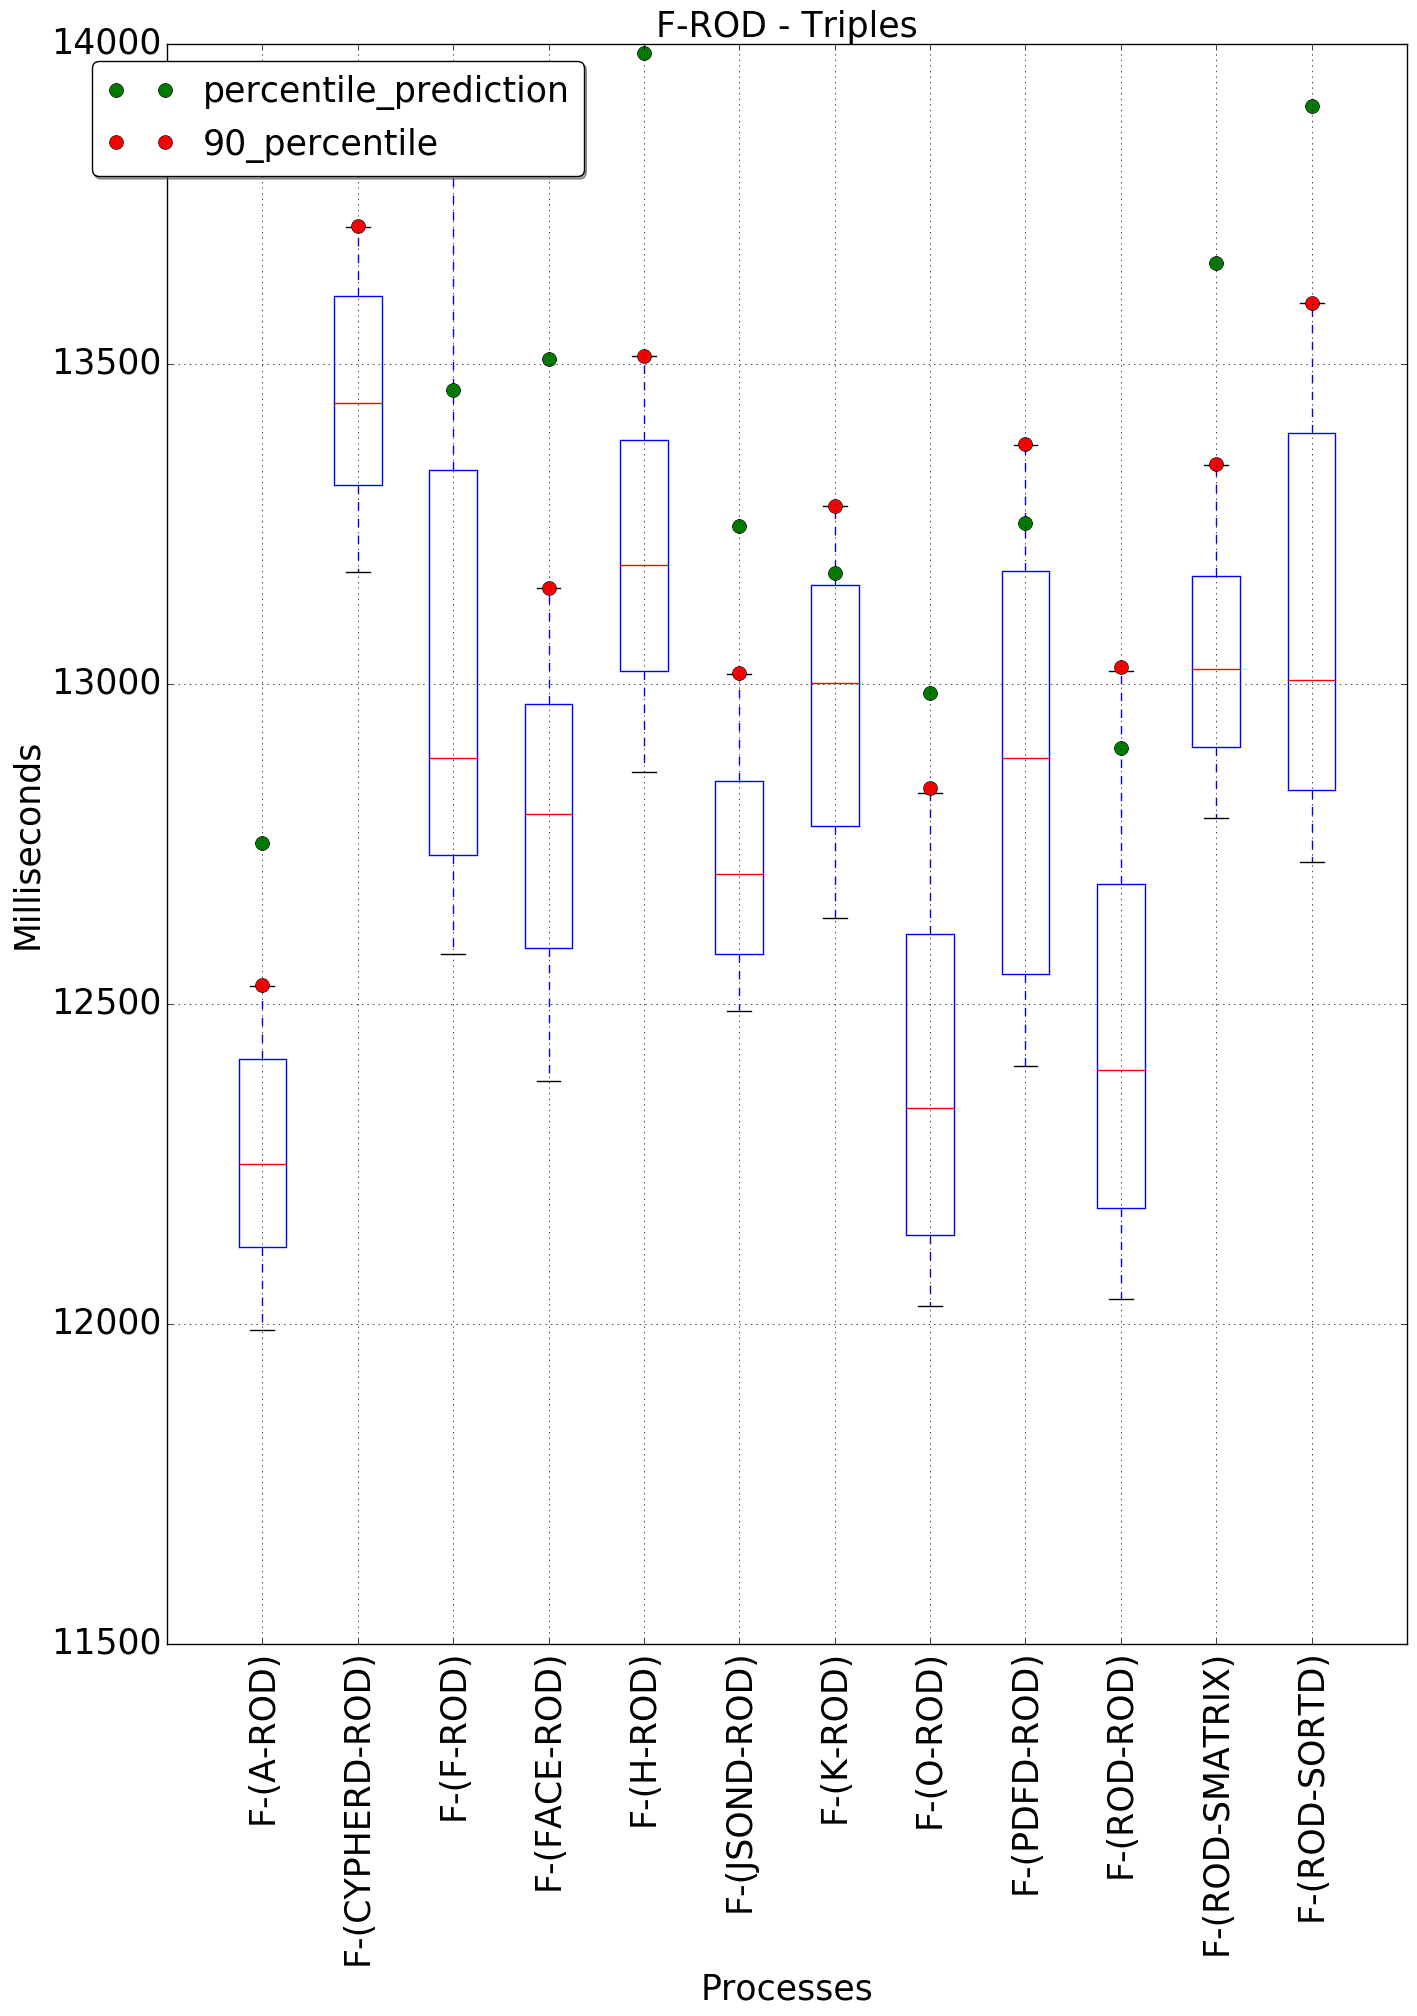 F-ROD - Triples
14000
13500
13000
12500
12000
11500
percentile_prediction
90_percentile
Milliseconds
F-(A-ROD)
F-(CYPHERD-ROD)
F-(F-ROD)
F-(FACE-ROD)
F-(H-ROD)
F-(JSOND-ROD)
F-(K-ROD)
F-(O-ROD)
F-(PDFD-ROD)
F-(ROD-ROD)
F-(ROD-SMATRIX)
F-(ROD-SORTD)
Processes